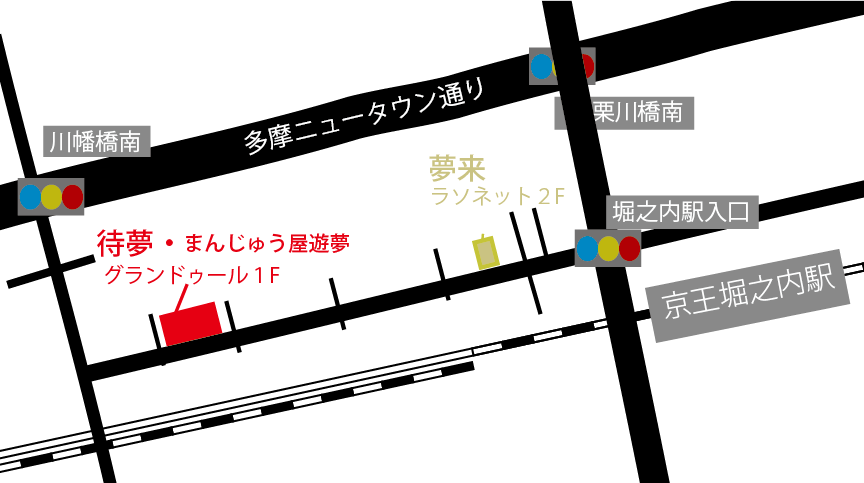 多摩ニュータウン通り
栗川橋南
川幡橋南
夢来
ラソネット2F
堀之内駅入口
待夢・まんじゅう屋遊夢
グランドゥール1F
京王堀之内駅